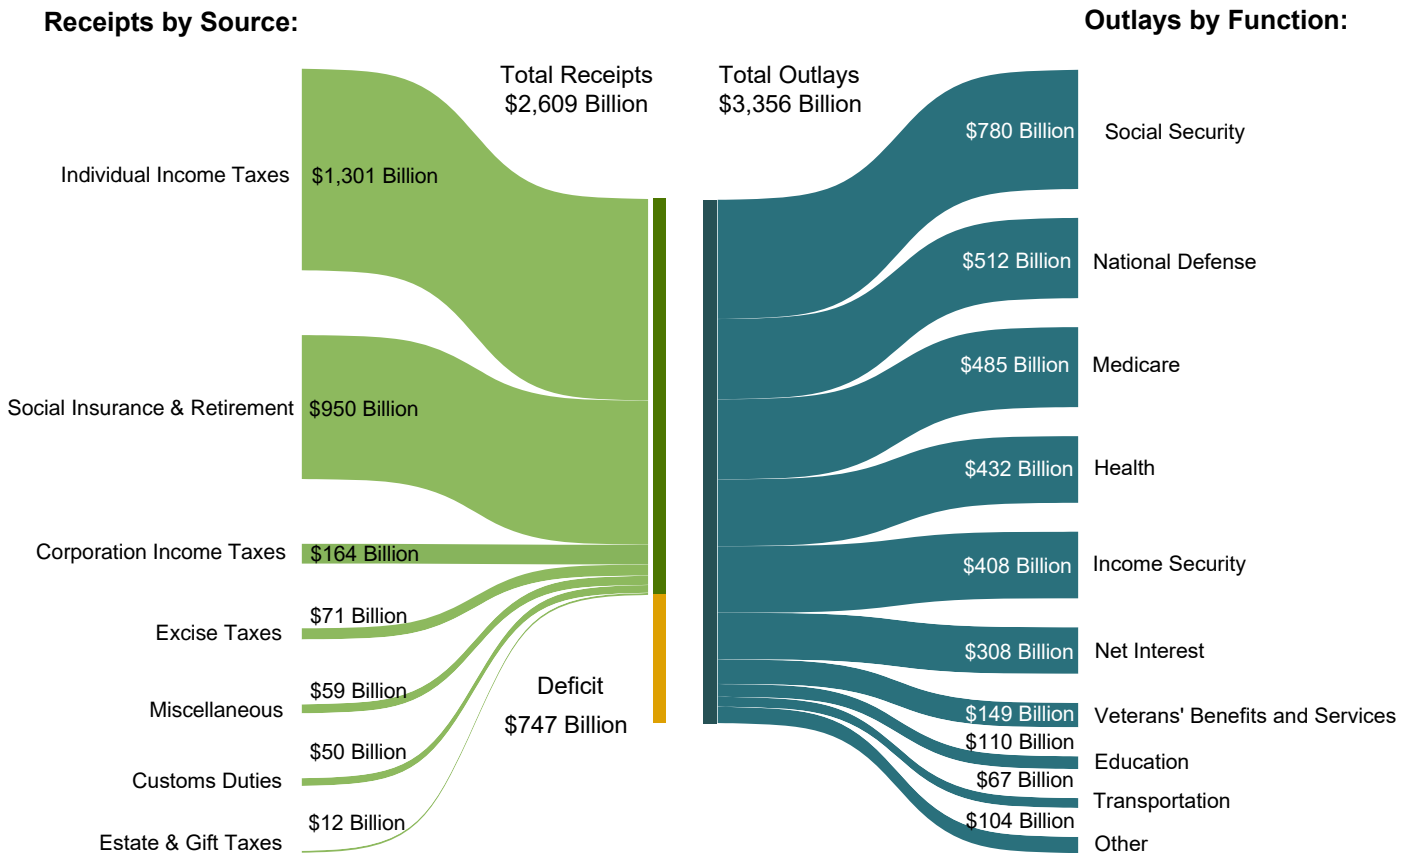 Receipts by Source:
Outlays by Function:
Total Receipts
$2,609 Billion
Total Outlays
$3,356 Billion
Individual Income Taxes
$1,301 Billion
Social Insurance & Retirement
$950 Billion
Corporation Income Taxes
$164 Billion
$71 Billion
Excise Taxes
$59 Billion
Miscellaneous
$50 Billion
Customs Duties
$12 Billion
Estate & Gift Taxes
Deficit
$747 Billion
$780 Billion
Social Security
$512 Billion
National Defense
$485 Billion
Medicare
$432 Billion
Health
$408 Billion
Income Security
$308 Billion
Net Interest
$149 Billion
Veterans' Benefits and Services
$110 Billion
Education
$67 Billion
Transportation
$104 Billion
Other